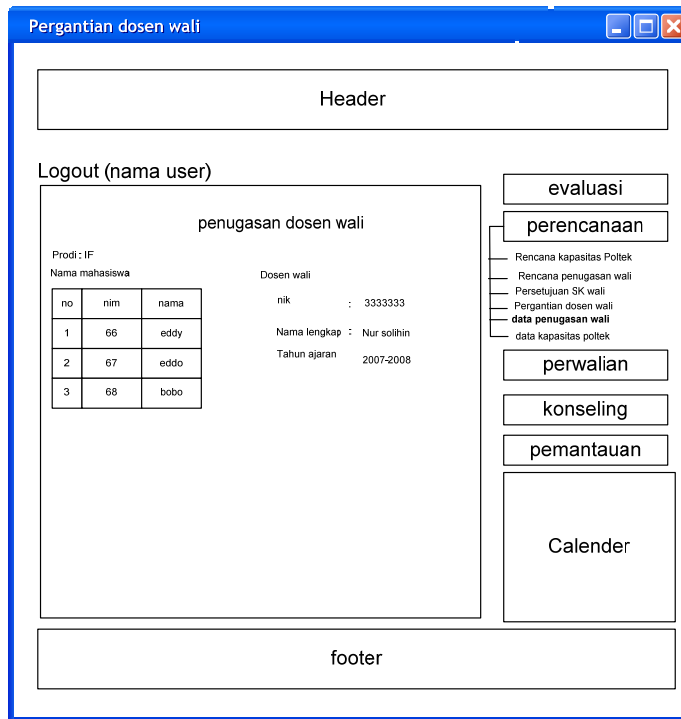 Pergantian dosen wali
Header
Logout (nama user)
penugasan dosen wali
Prodi : IF
Nama mahasiswa
no nim nama
1 66 eddy
2 67 eddo
3 68 bobo
Dosen wali
nik : 3333333
Nama lengkap : Nur solihin
Tahun ajaran 2007-2008
evaluasi
perencanaan
Rencana kapasitas Poltek
Rencana penugasan wali
Persetujuan SK wali
Pergantian dosen wali
data penugasan wali
data kapasitas poltek
perwalian
konseling
pemantauan
Calender
footer